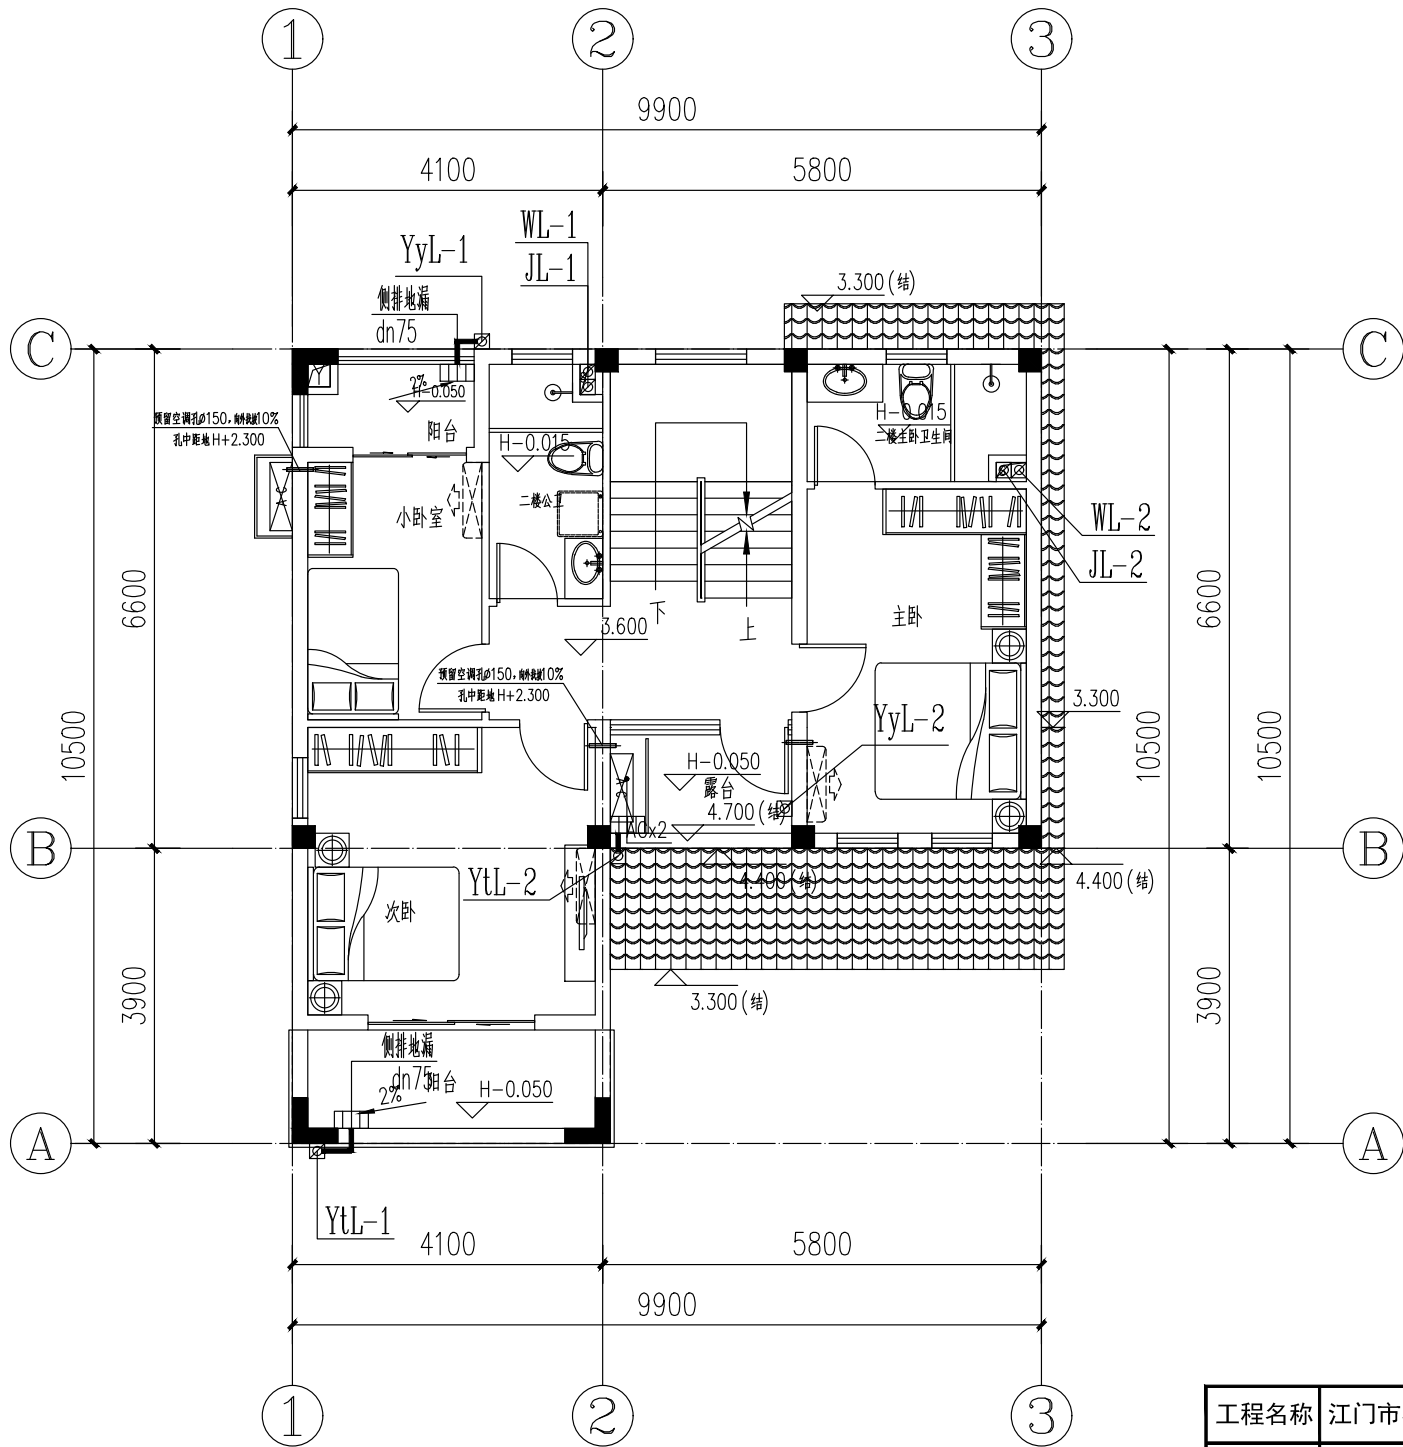 1
2
3
9900
4100
5800
WL-1
YyL-1
JL-1
3.300(结)
侧排地漏
dn75
C
C
2%
H-0.050
H-0.015
预留空调孔ø150,向外找坡10%
孔中距地H+2.300
阳台
二楼主卧卫生间
H-0.015
二楼公卫
小卧室
WL-2
JL-2
6600
6600
下
上
主卧
3.600
预留空调孔ø150,向外找坡10%
孔中距地H+2.300
3.300
YyL-2
10500
10500
10500
H-0.050
露台
4.700(结)
B
B
YtL-2
4.400(结)
4.400(结)
次卧
3900
3900
3.300(结)
侧排地漏
dn75
阳台
2%
H-0.050
A
A
YtL-1
4100
5800
9900
1
2
3
工程名称
江门市